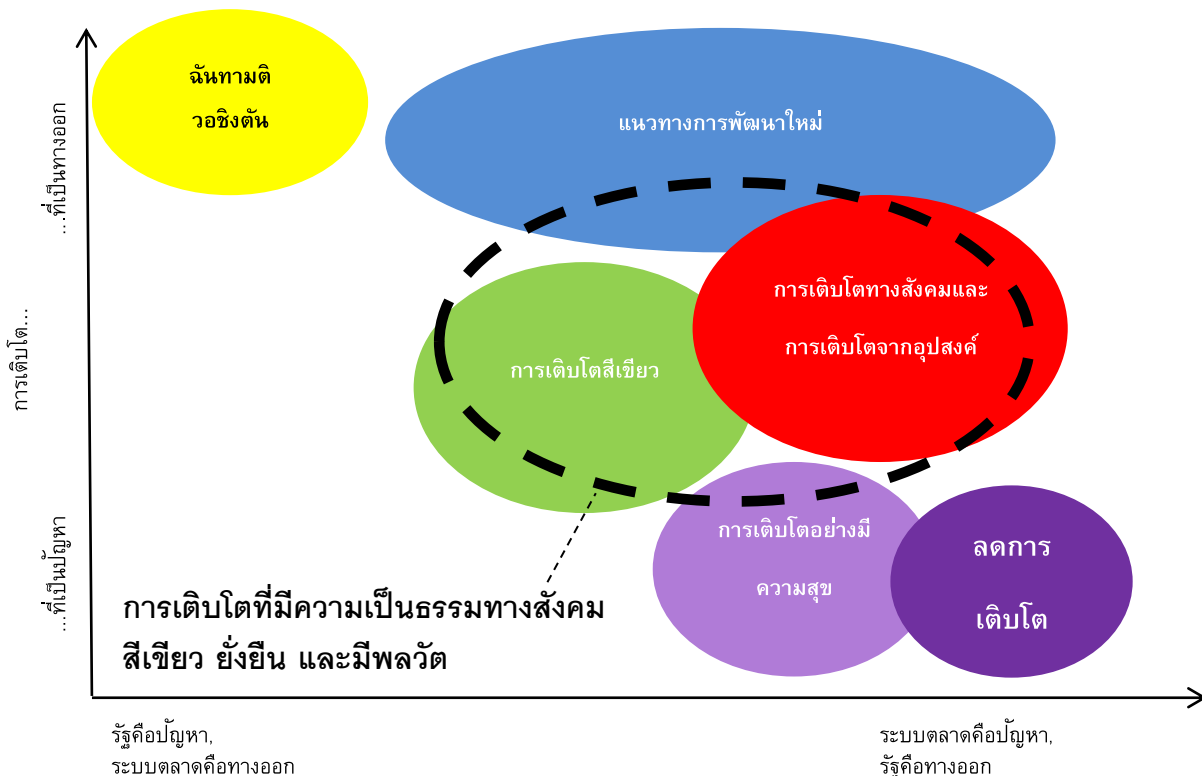 ฉันทามติ
วอชิงตัน
แนวทางการพัฒนาใหม่
...ที่เป็นทางออก
การเติบโต...
...ที่เป็นปัญหา
การเติบโตทางสังคมและ
การเติบโตจากอุปสงค์
การเติบโตสีเขียว
การเติบโตอย่างมี
ความสุข
ลดการ
เติบโต
การเติบโตที่มีความเป็นธรรมทางสังคม
สีเขียว ยั่งยืน และมีพลวัต
รัฐคือปัญหา,
ระบบตลาดคือทางออก
ระบบตลาดคือปัญหา,
รัฐคือทางออก